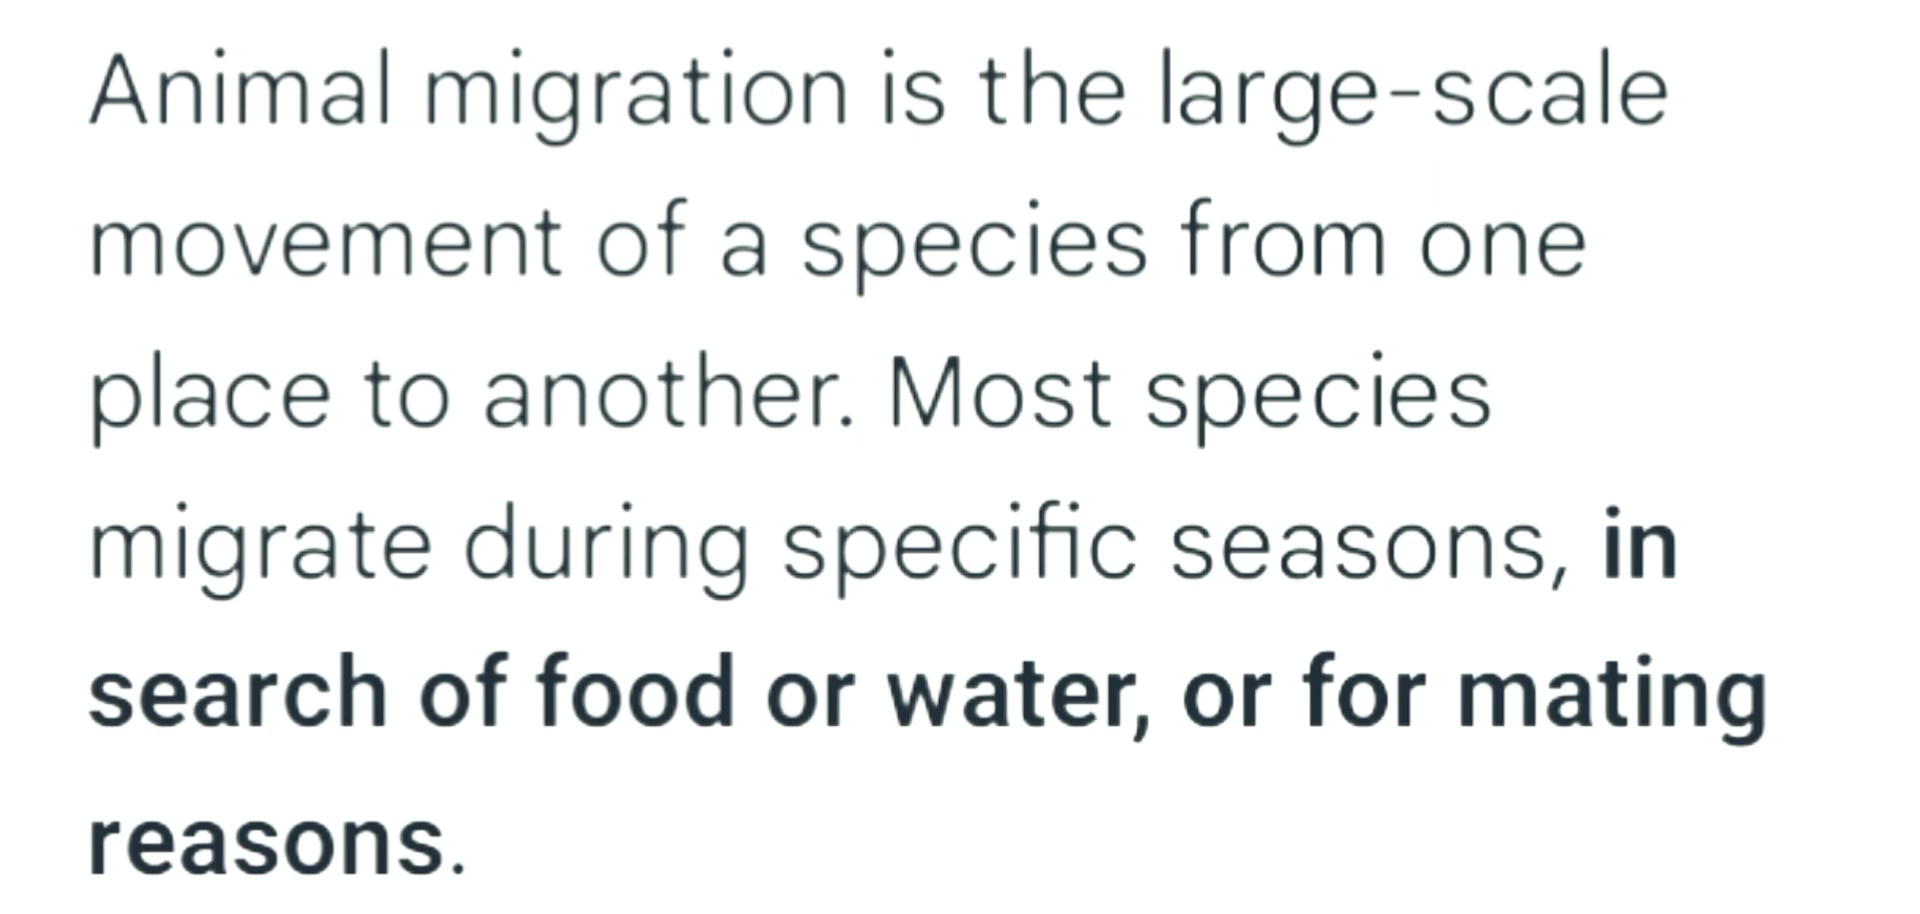 Animal migration is the large-scale
movement of a species from one
place to another. Most species
migrate during specific seasons, in
search of food or water, or for mating
reasons.